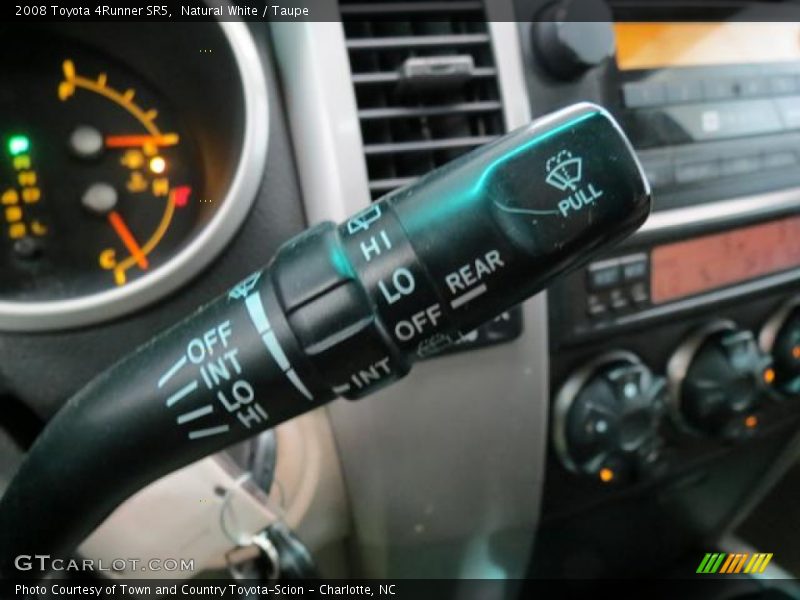 2008 Toyota 4Runner SR5,  Natural White / Taupe
H
C
PULL
HI
LO
OFF
REAR
INT
OFF
INT
LO
HI
GTCARLOT.COM
Photo Courtesy of Town and Country Toyota-Scion - Charlotte, NC